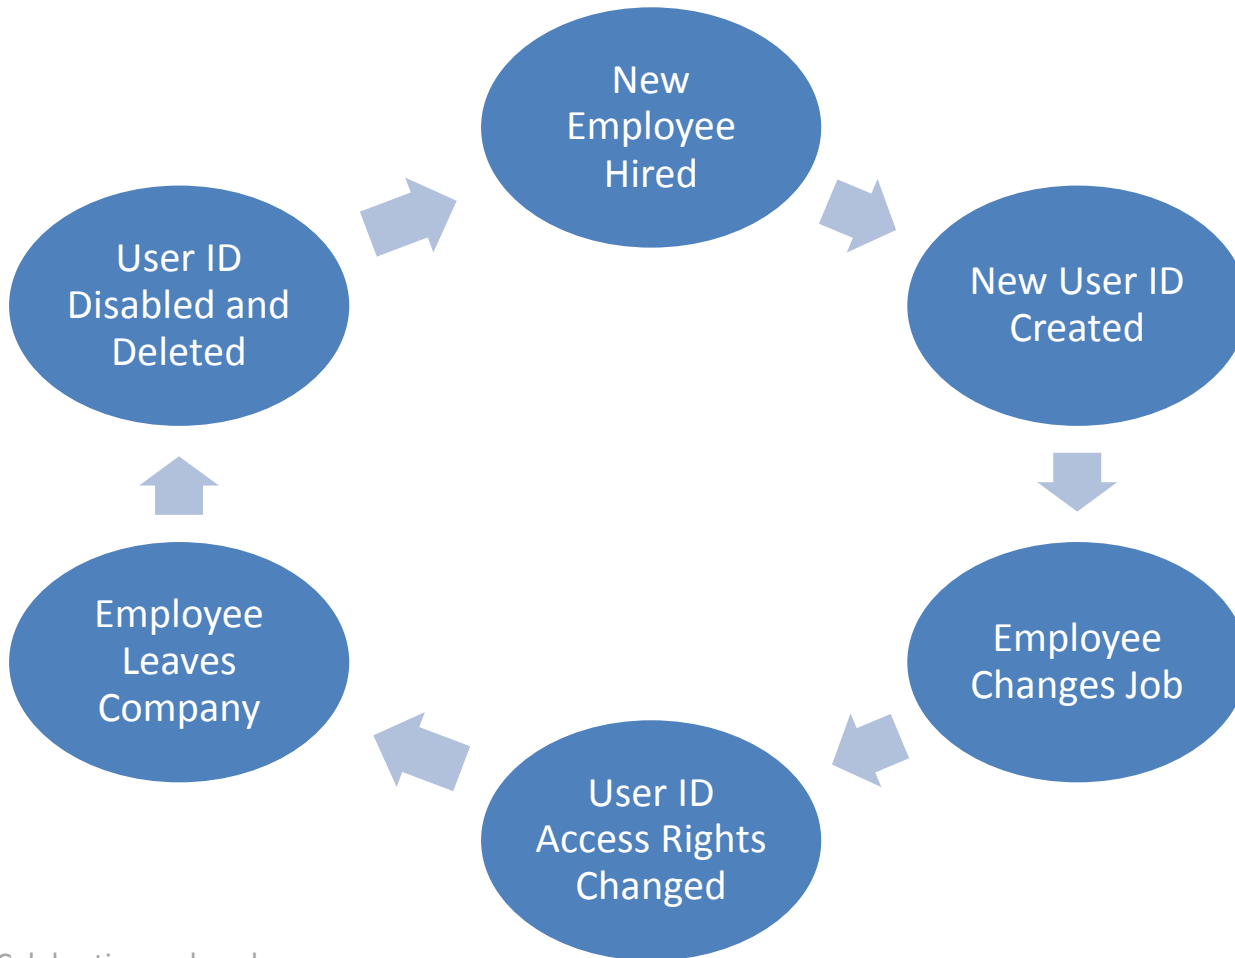 New
Employee
Hired
New User ID
Created
Employee
Changes Job
User ID
Access Rights
Changed
Employee
Leaves
Company
User ID
Disabled and
Deleted